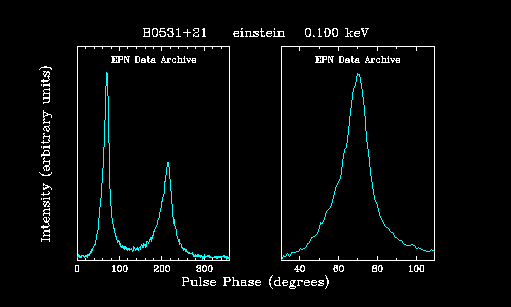 B0531+21 einstein 0.100 keV
EPN Data Archive EPN Data Archive
Intensity (arbitrary units)
0 100 200 300 40 60 80 100
Pulse Phase (degrees)